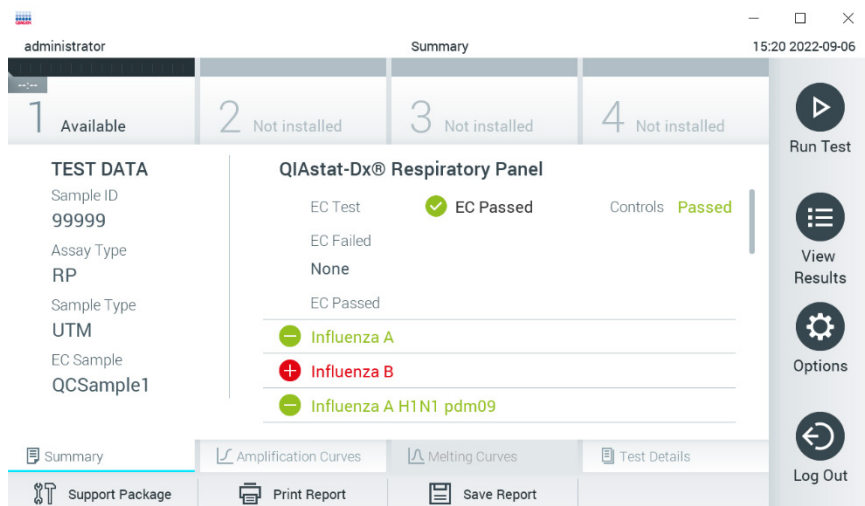 QIAGEN
administrator Summary 15:20 2022-09-06
--:--
1 Available 2 Not installed 3 Not installed 4 Not installed
Run Test
TEST DATA
Sample ID
99999
Assay Type
RP
Sample Type
UTM
EC Sample
QCSample1
QIAstat-Dx® Respiratory Panel
EC Test EC Passed Controls Passed
EC Failed
None
EC Passed
Influenza A
Influenza B
Influenza A H1N1 pdm09
View
Results
Options
Log Out
Summary Amplification Curves Melting Curves Test Details
Support Package Print Report Save Report